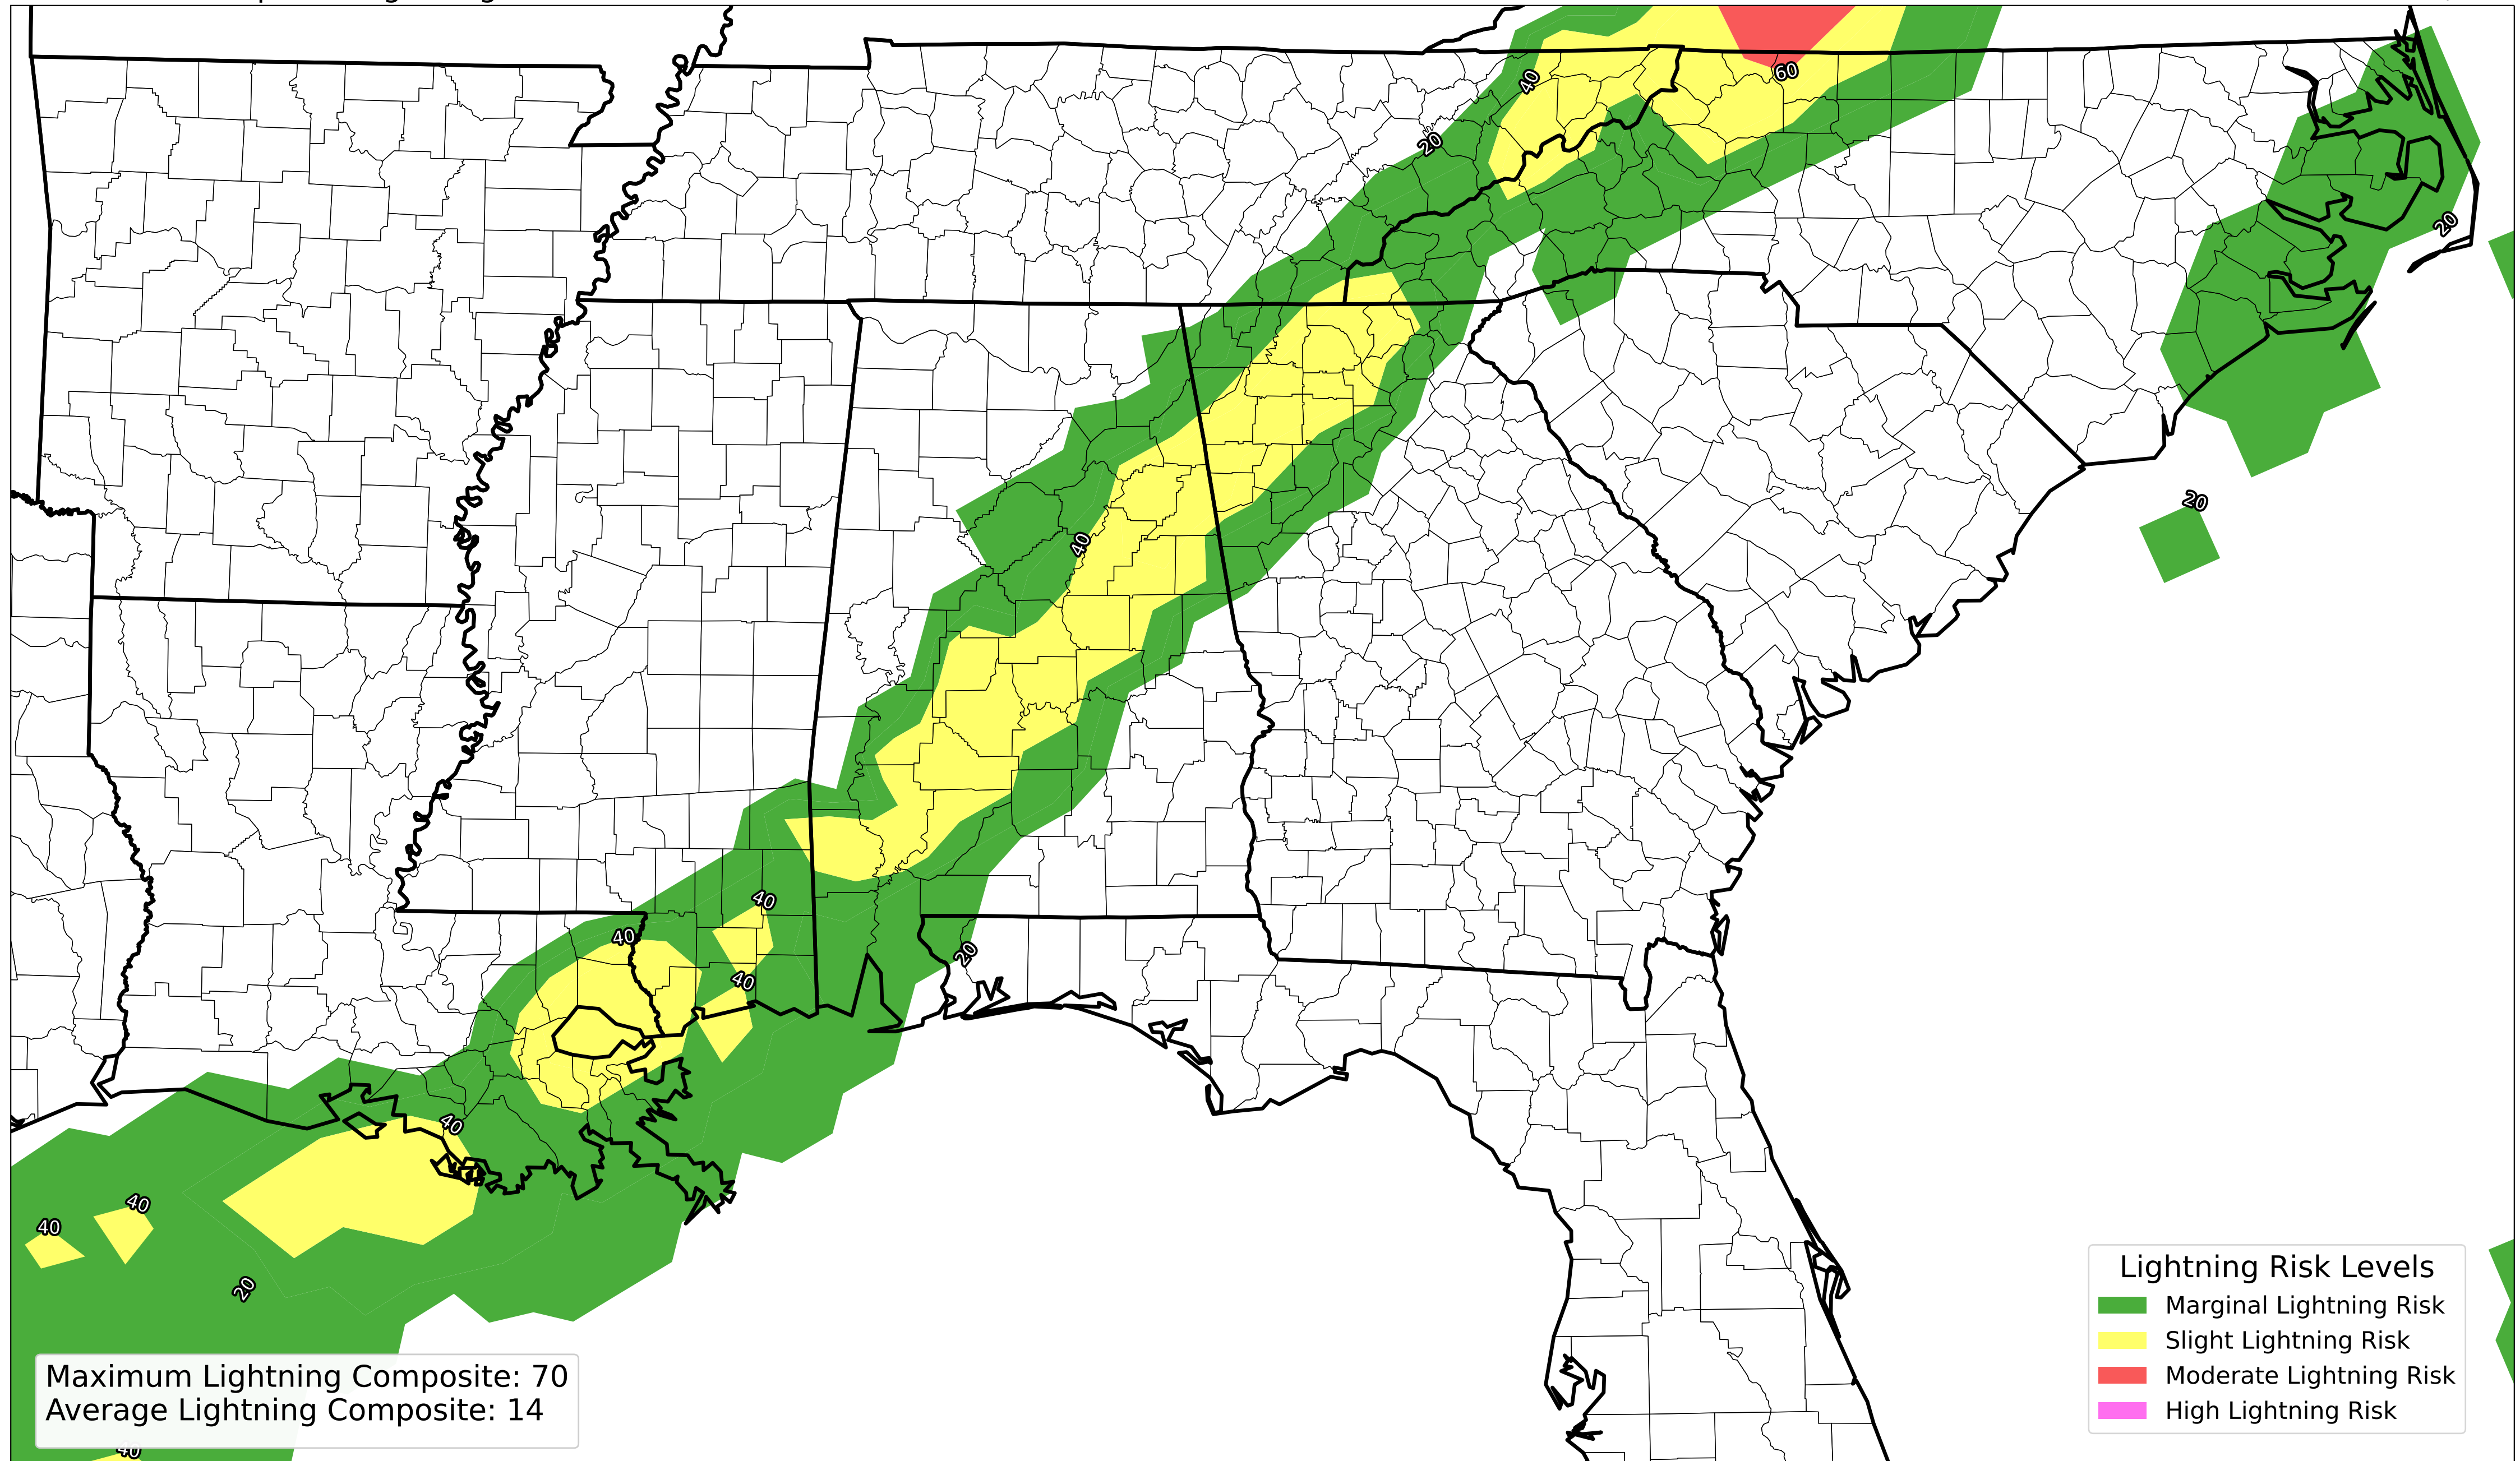 60
40
20
20
20
40
40
40
20
40
40
40
40
20
Lightning Risk Levels
Marginal Lightning Risk
Slight Lightning Risk
Moderate Lightning Risk
High Lightning Risk
Maximum Lightning Composite: 70
Average Lightning Composite: 14
40